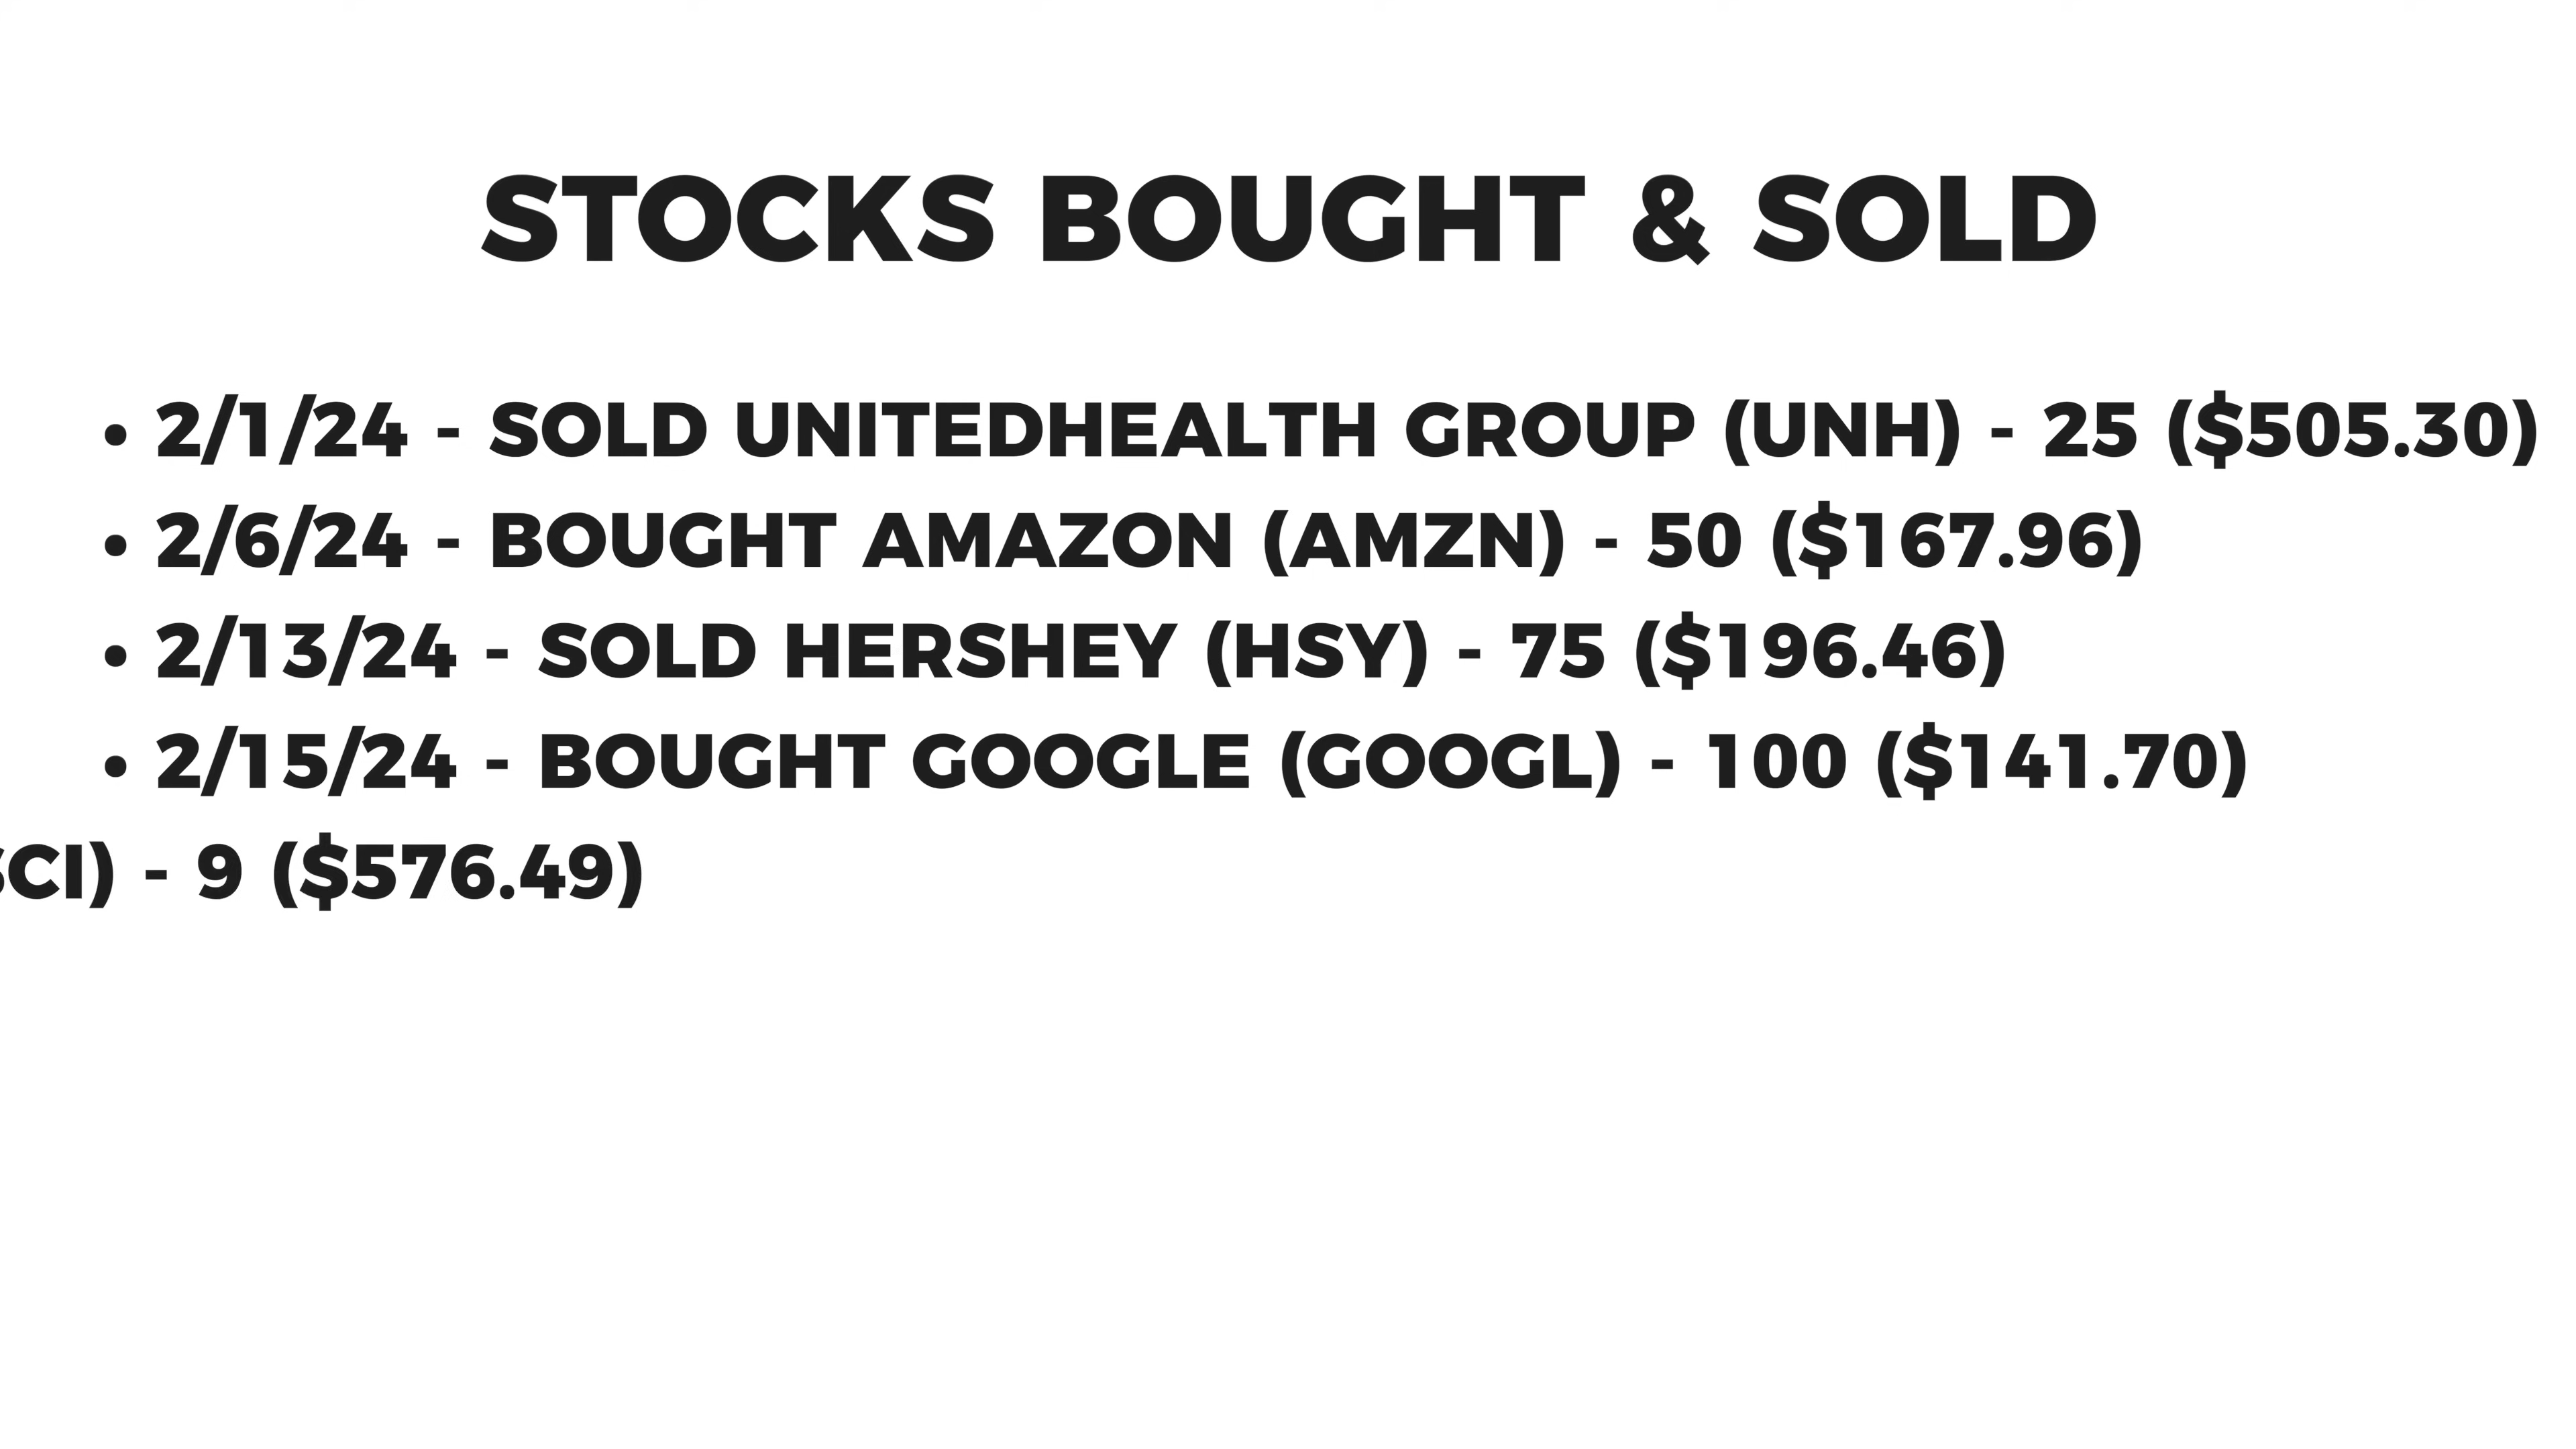 STOCKS BOUGHT & SOLD
• 2/1/24 - SOLD UNITEDHEALTH GROUP (UNH) - 25 ($505.30)
• 2/6/24 - BOUGHT AMAZON (AMZN) - 50 ($167.96)
• 2/13/24 - SOLD HERSHEY (HSY) - 75 ($196.46)
• 2/15/24 - BOUGHT GOOGLE (GOOGL) - 100 ($141.70)
- 9 ($576.49)